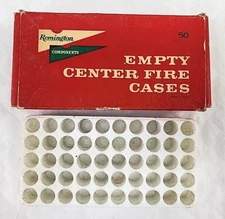 Remington
COMPONENTS
50
EMPTY
CENTER FIRE
CASES